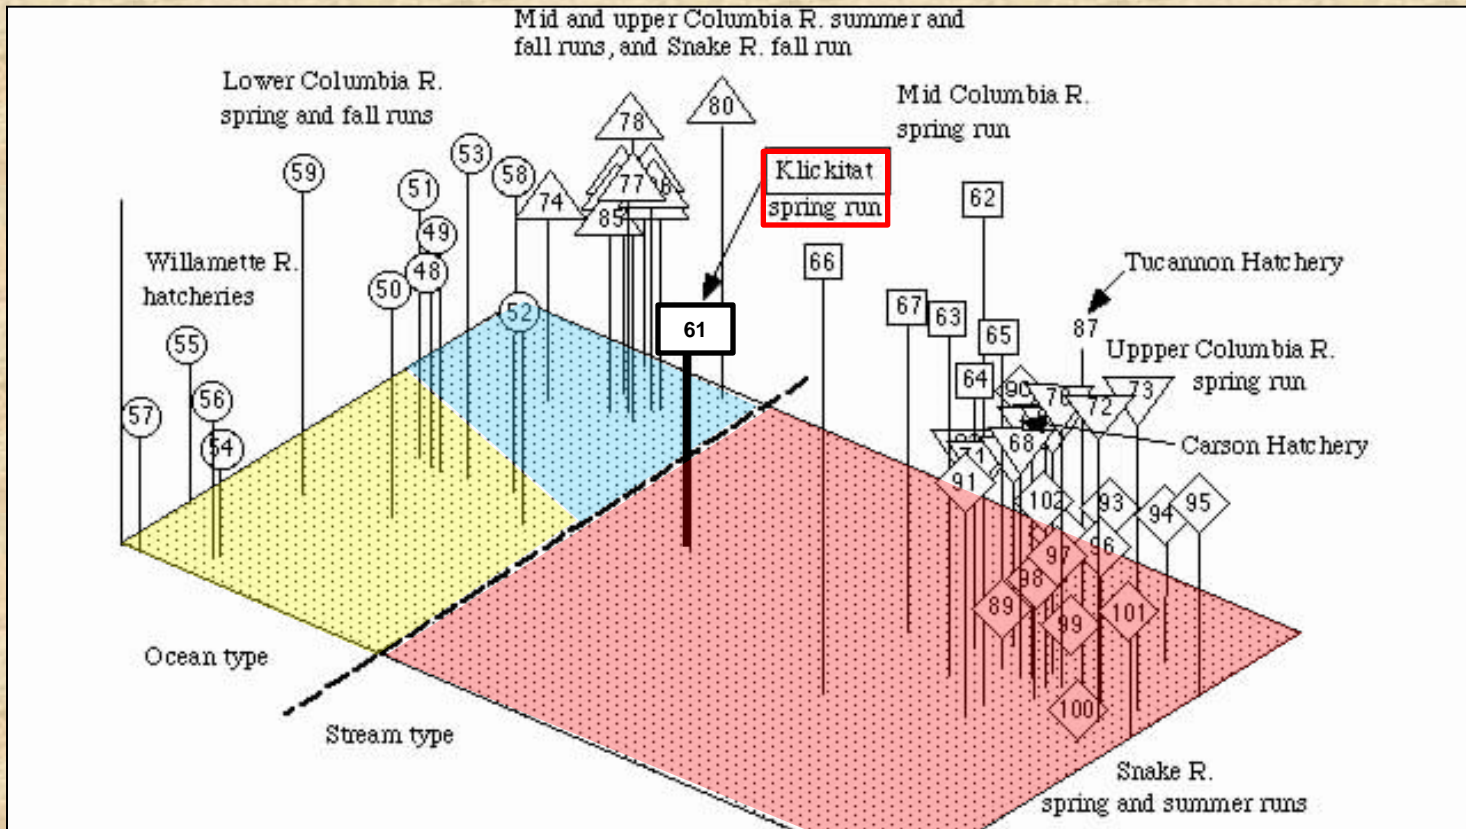 Mid and upper Columbia R. summer and
fall runs, and Snake R. fall run
Lower Columbia R.
spring and fall runs
Mid Columbia R.
spring run
Klickitat
spring run
Willamette R.
hatcheries
Tucannon Hatchery
Uppper Columbia R.
spring run
Carson Hatchery
Ocean type
Stream type
Snake R.
spring and summer runs
59
51
49
48
50
53
58
52
55
56
57
54
74
78
77
85
80
61
66
62
67
63
65
64
87
90
72
73
68
91
102
93
94
95
96
97
98
89
99
101
100